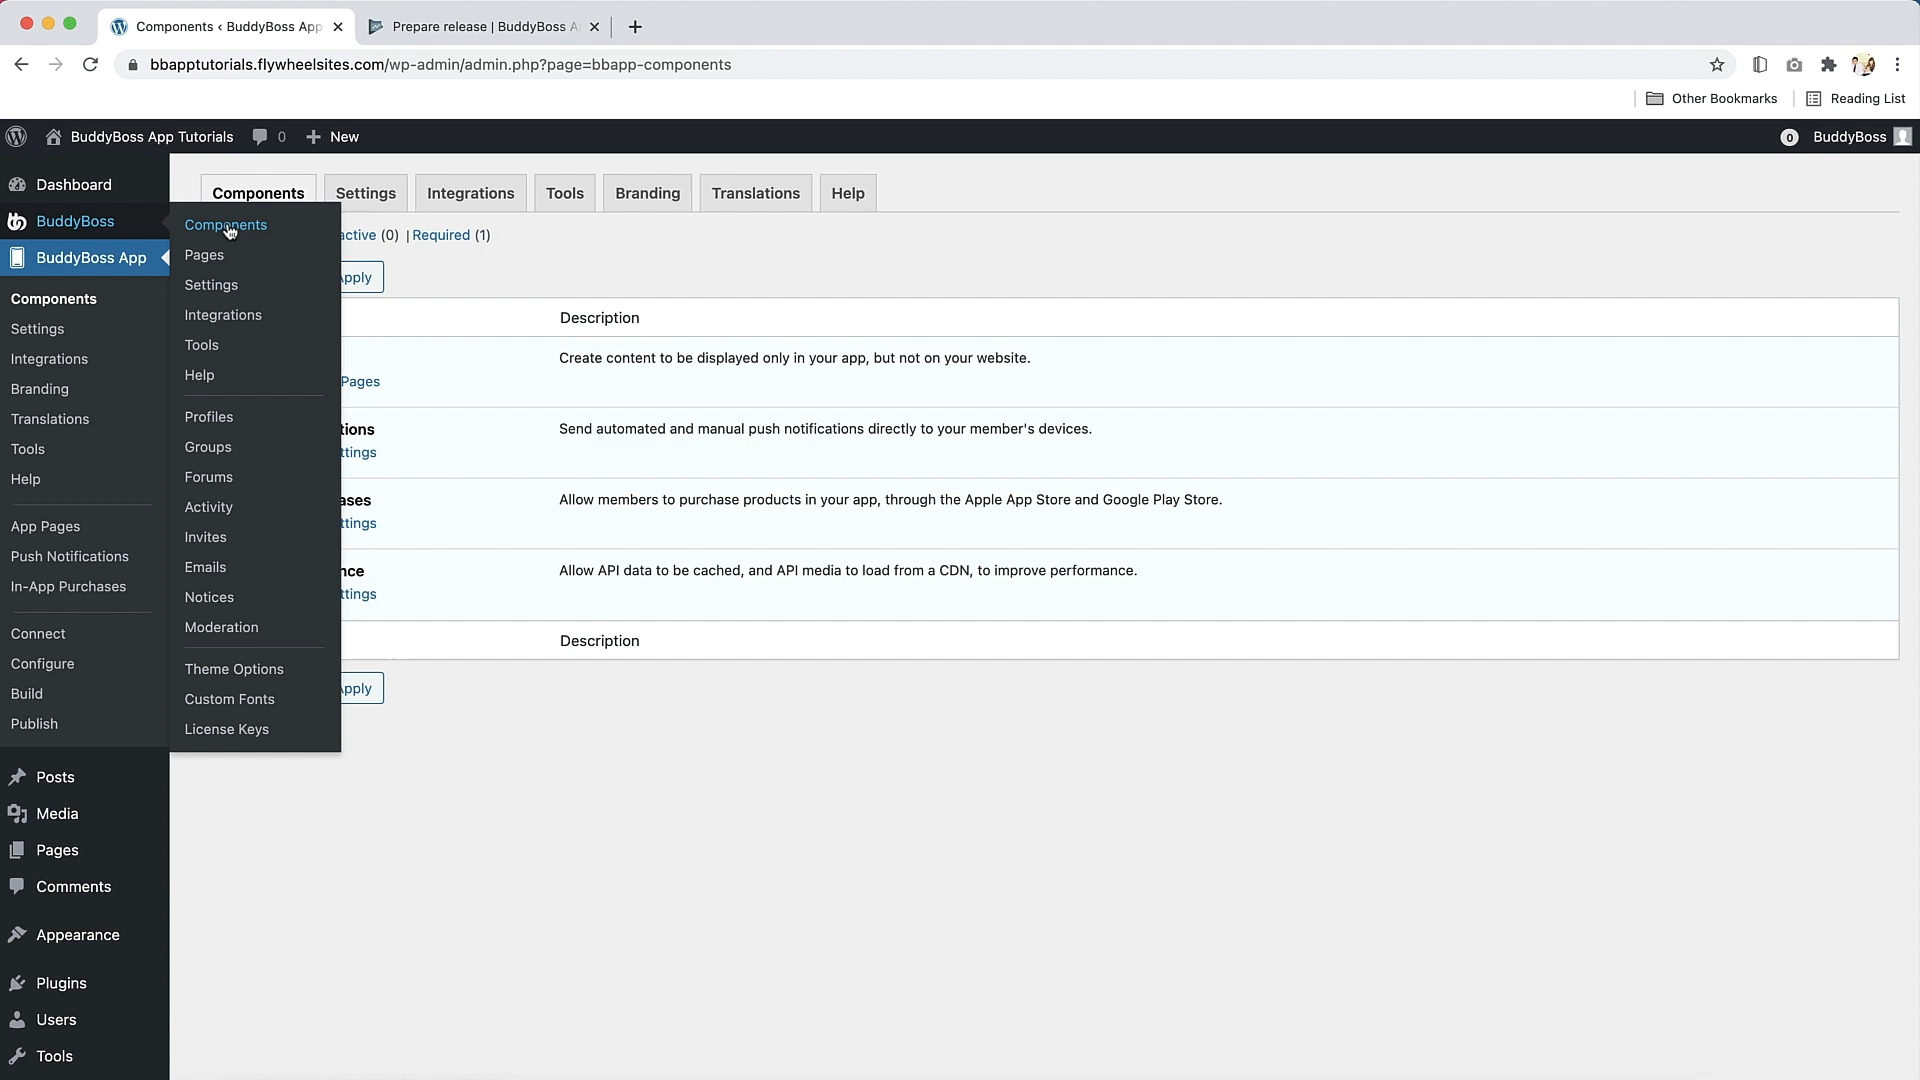 Components ‹ BuddyBoss App
Prepare release | BuddyBoss A
bbapptutorials.flywheelsites.com/wp-admin/admin.php?page=bbapp-components
Other Bookmarks
Reading List
BuddyBoss App Tutorials
0
New
0
BuddyBoss
Dashboard
BuddyBoss
BuddyBoss App
Components
Settings
Integrations
Branding
Translations
Tools
Help
App Pages
Push Notifications
In-App Purchases
Connect
Configure
Build
Publish
Posts
Media
Pages
Comments
Appearance
Plugins
Users
Tools
Components
Pages
Settings
Integrations
Tools
Help
Profiles
Groups
Forums
Activity
Invites
Emails
Notices
Moderation
Theme Options
Custom Fonts
License Keys
Components
Settings
Integrations
Tools
Branding
Translations
Help
active (0) | Required (1)
Apply
Description
Create content to be displayed only in your app, but not on your website.
Pages
tions
Send automated and manual push notifications directly to your member's devices.
ttings
ases
Allow members to purchase products in your app, through the Apple App Store and Google Play Store.
ttings
nce
Allow API data to be cached, and API media to load from a CDN, to improve performance.
ttings
Description
Apply